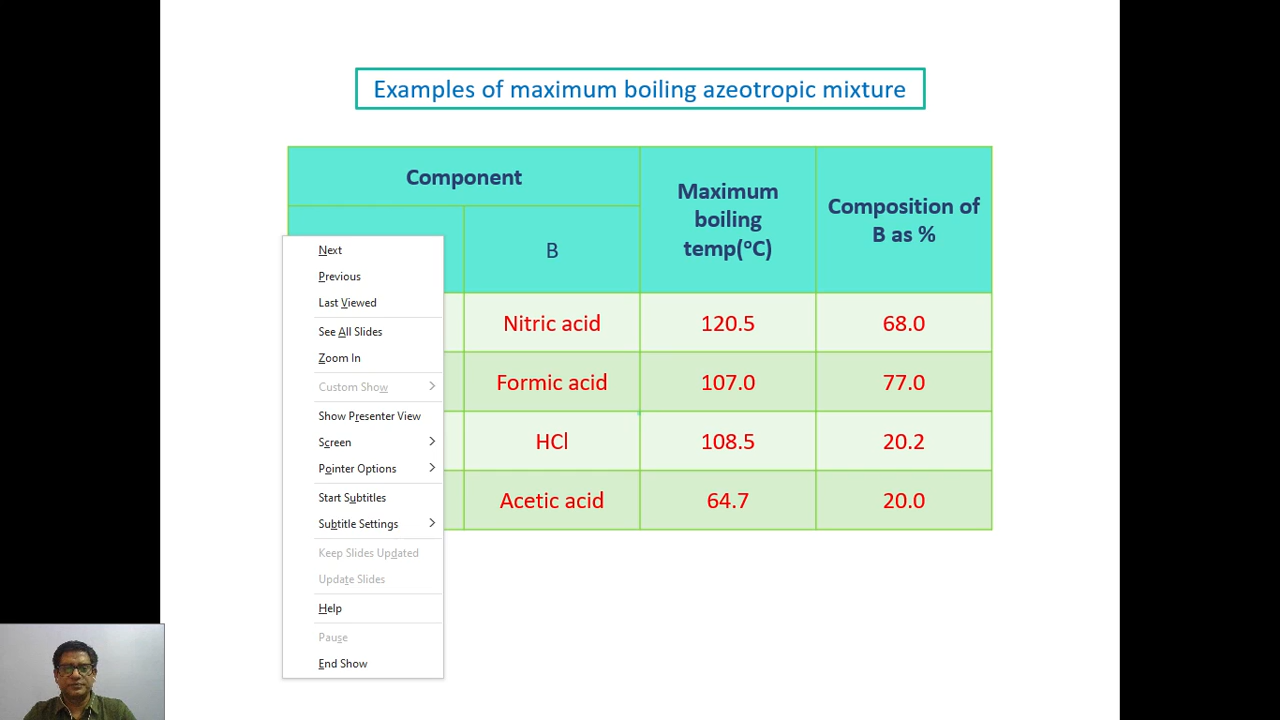 Examples of maximum boiling azeotropic mixture
Component
Maximum
boiling
temp(°C)
Composition of
B as %
B
Nitric acid 120.5 68.0
Formic acid 107.0 77.0
HCl 108.5 20.2
Acetic acid 64.7 20.0
Next
Previous
Last Viewed
See All Slides
Zoom In
Custom Show
Show Presenter View
Screen
Pointer Options
Start Subtitles
Subtitle Settings
Keep Slides Updated
Update Slides
Help
Pause
End Show